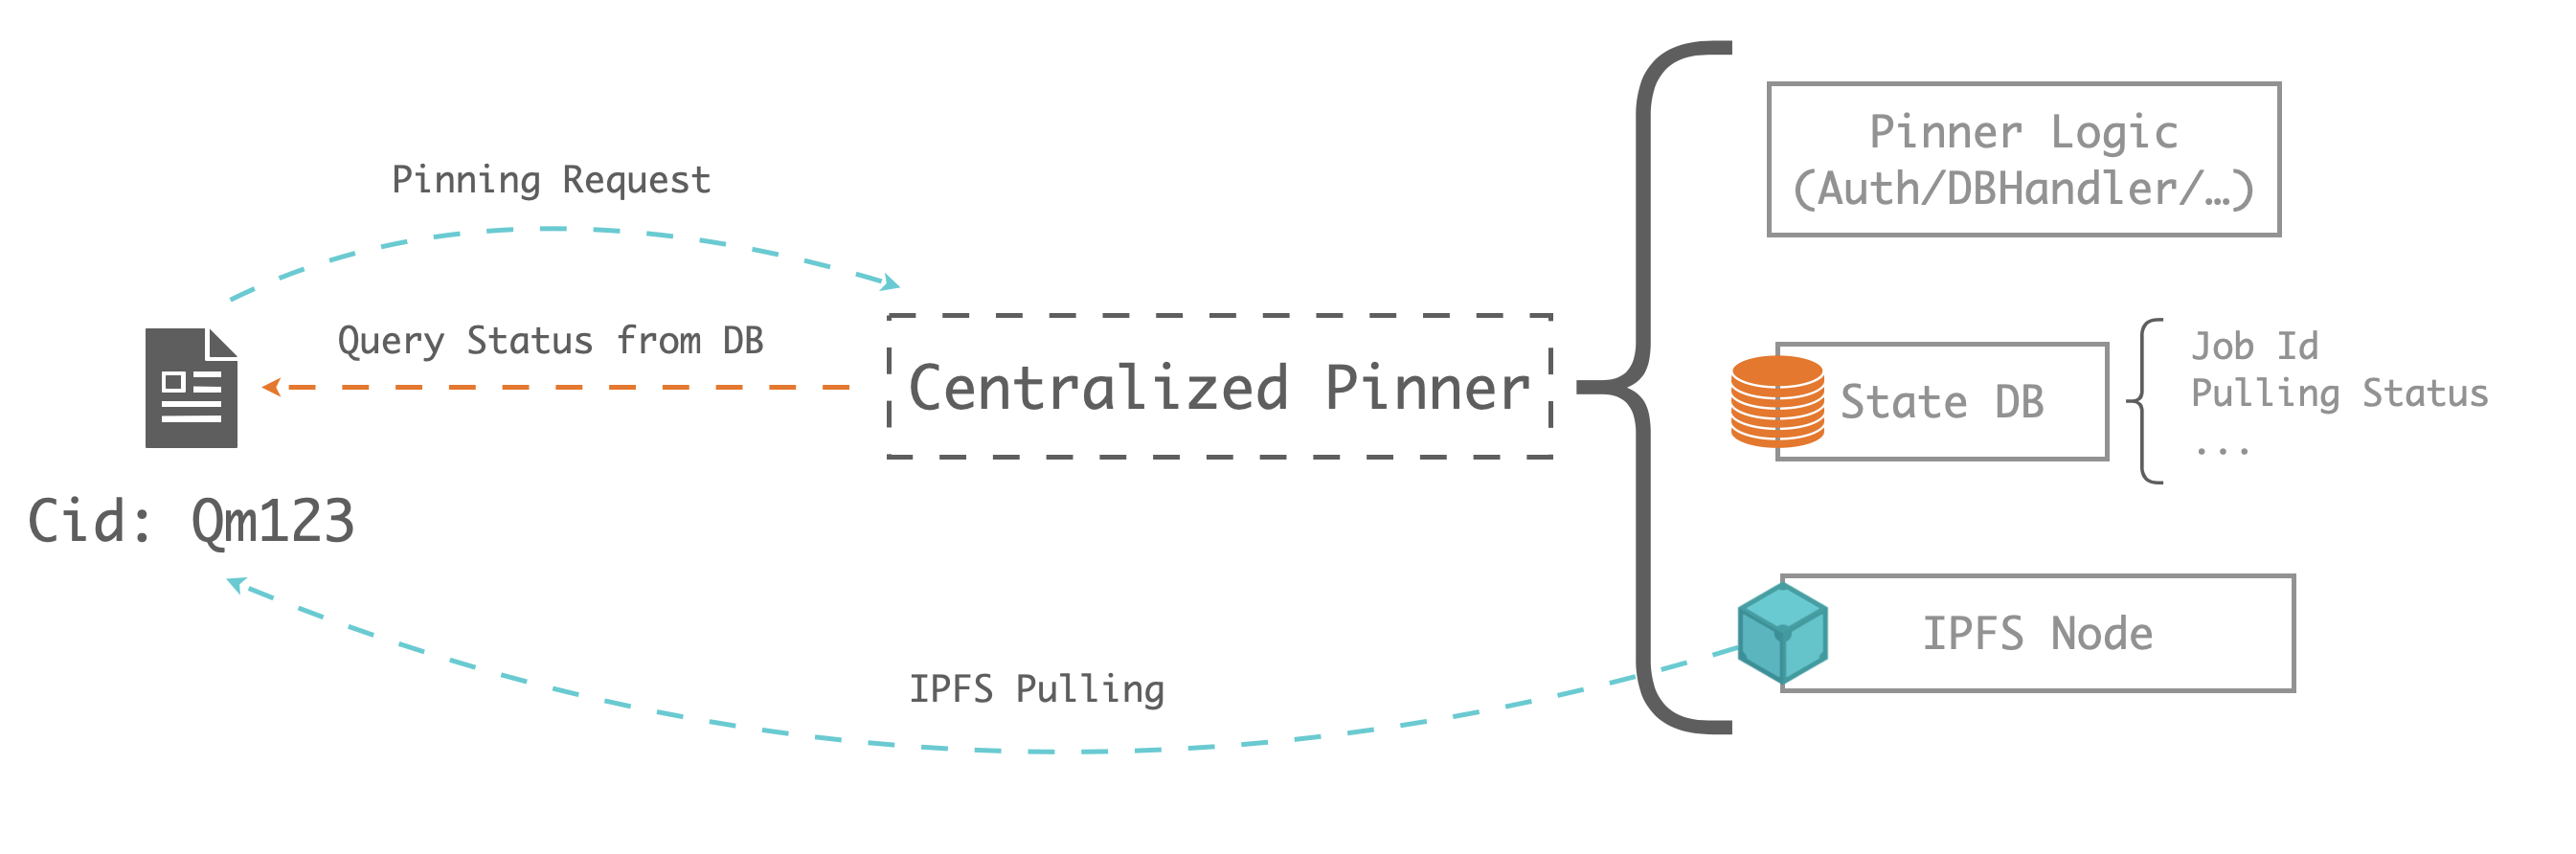 Pinning Request
Query Status from DB
Cid: Qm123
Centralized Pinner
IPFS Pulling
Pinner Logic
(Auth/DBHandler/…)
State DB
Job Id
Pulling Status
...
IPFS Node